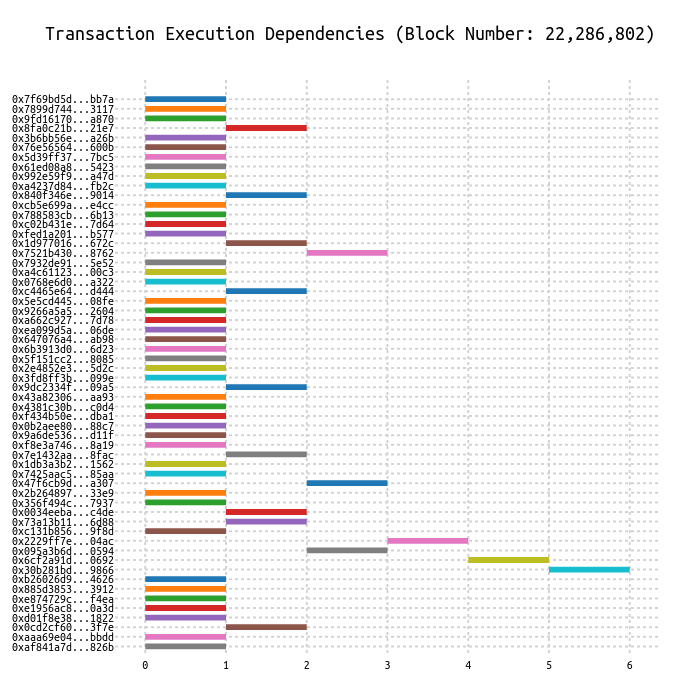 Transaction Execution Dependencies (Block Number: 22,286,802)
0x7f69bd5d...bb7a
0x7899d744...3117
0x9fd16170...a870
0x8fa0c21b...21e7
0x3b6bb56e...a26b
0x76e56564...600b
0x5d39ff37...7bc5
0x61ed08a8...5423
0x992e59f9...a47d
0xa4237d84...fb2c
0x840f346e...9014
0xcb5e699a...e4cc
0x788583cb...6b13
0xc02b431e...7d64
0xfed1a201...b577
0x1d977016...672c
0x7521b430...8762
0x7932de91...5e52
0xa4c61123...00c3
0x0768e6d0...a322
0xc4465e64...d444
0x5e5cd445...08fe
0x9266a5a5...2604
0xa662c927...7d78
0xea099d5a...06de
0x647076a4...ab98
0x6b3913d0...6d23
0x5f151cc2...8085
0x2e4852e3...5d2c
0x3fd8ff3b...099e
0x9dc2334f...09a5
0x43a82306...aa93
0x4381c30b...c0d4
0xf434b50e...dba1
0x0b2aee80...88c7
0x9a6de536...d11f
0xf8e3a746...8a19
0x7e1432aa...8fac
0x1db3a3b2...1562
0x7425aac5...85aa
0x47f6cb9d...a307
0x2b264897...33e9
0x356f494c...7937
0x0034eeba...c4de
0x73a13b11...6d88
0xc131b856...9f8d
0x2229ff7e...04ac
0x095a3b6d...0594
0x6cf2a91d...0692
0x30b281bd...9866
0xb26026d9...4626
0x885d3853...3912
0xe874729c...f4ea
0xe1956ac8...0a3d
0xd01f8e38...1822
0x0cd2cf60...3f7e
0xaaa69e04...bbdd
0xaf841a7d...826b
0 1 2 3 4 5 6